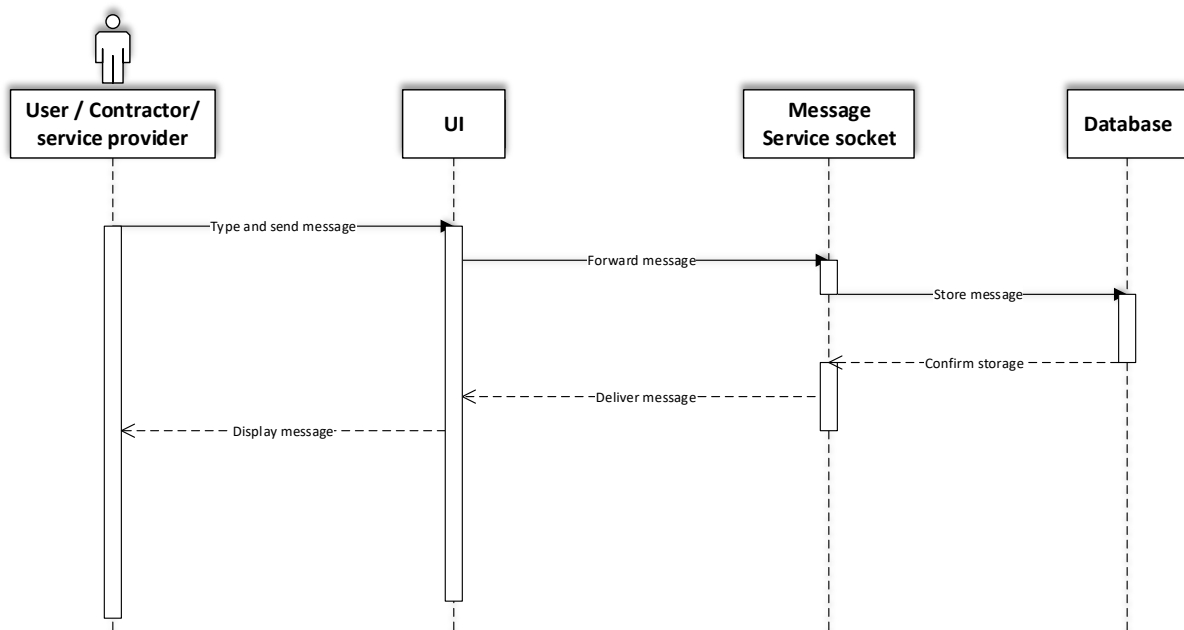 User / Contractor/
service provider
UI
Message
Service socket
Database
Type and send message
Forward message
Store message
Confirm storage
Deliver message
Display message